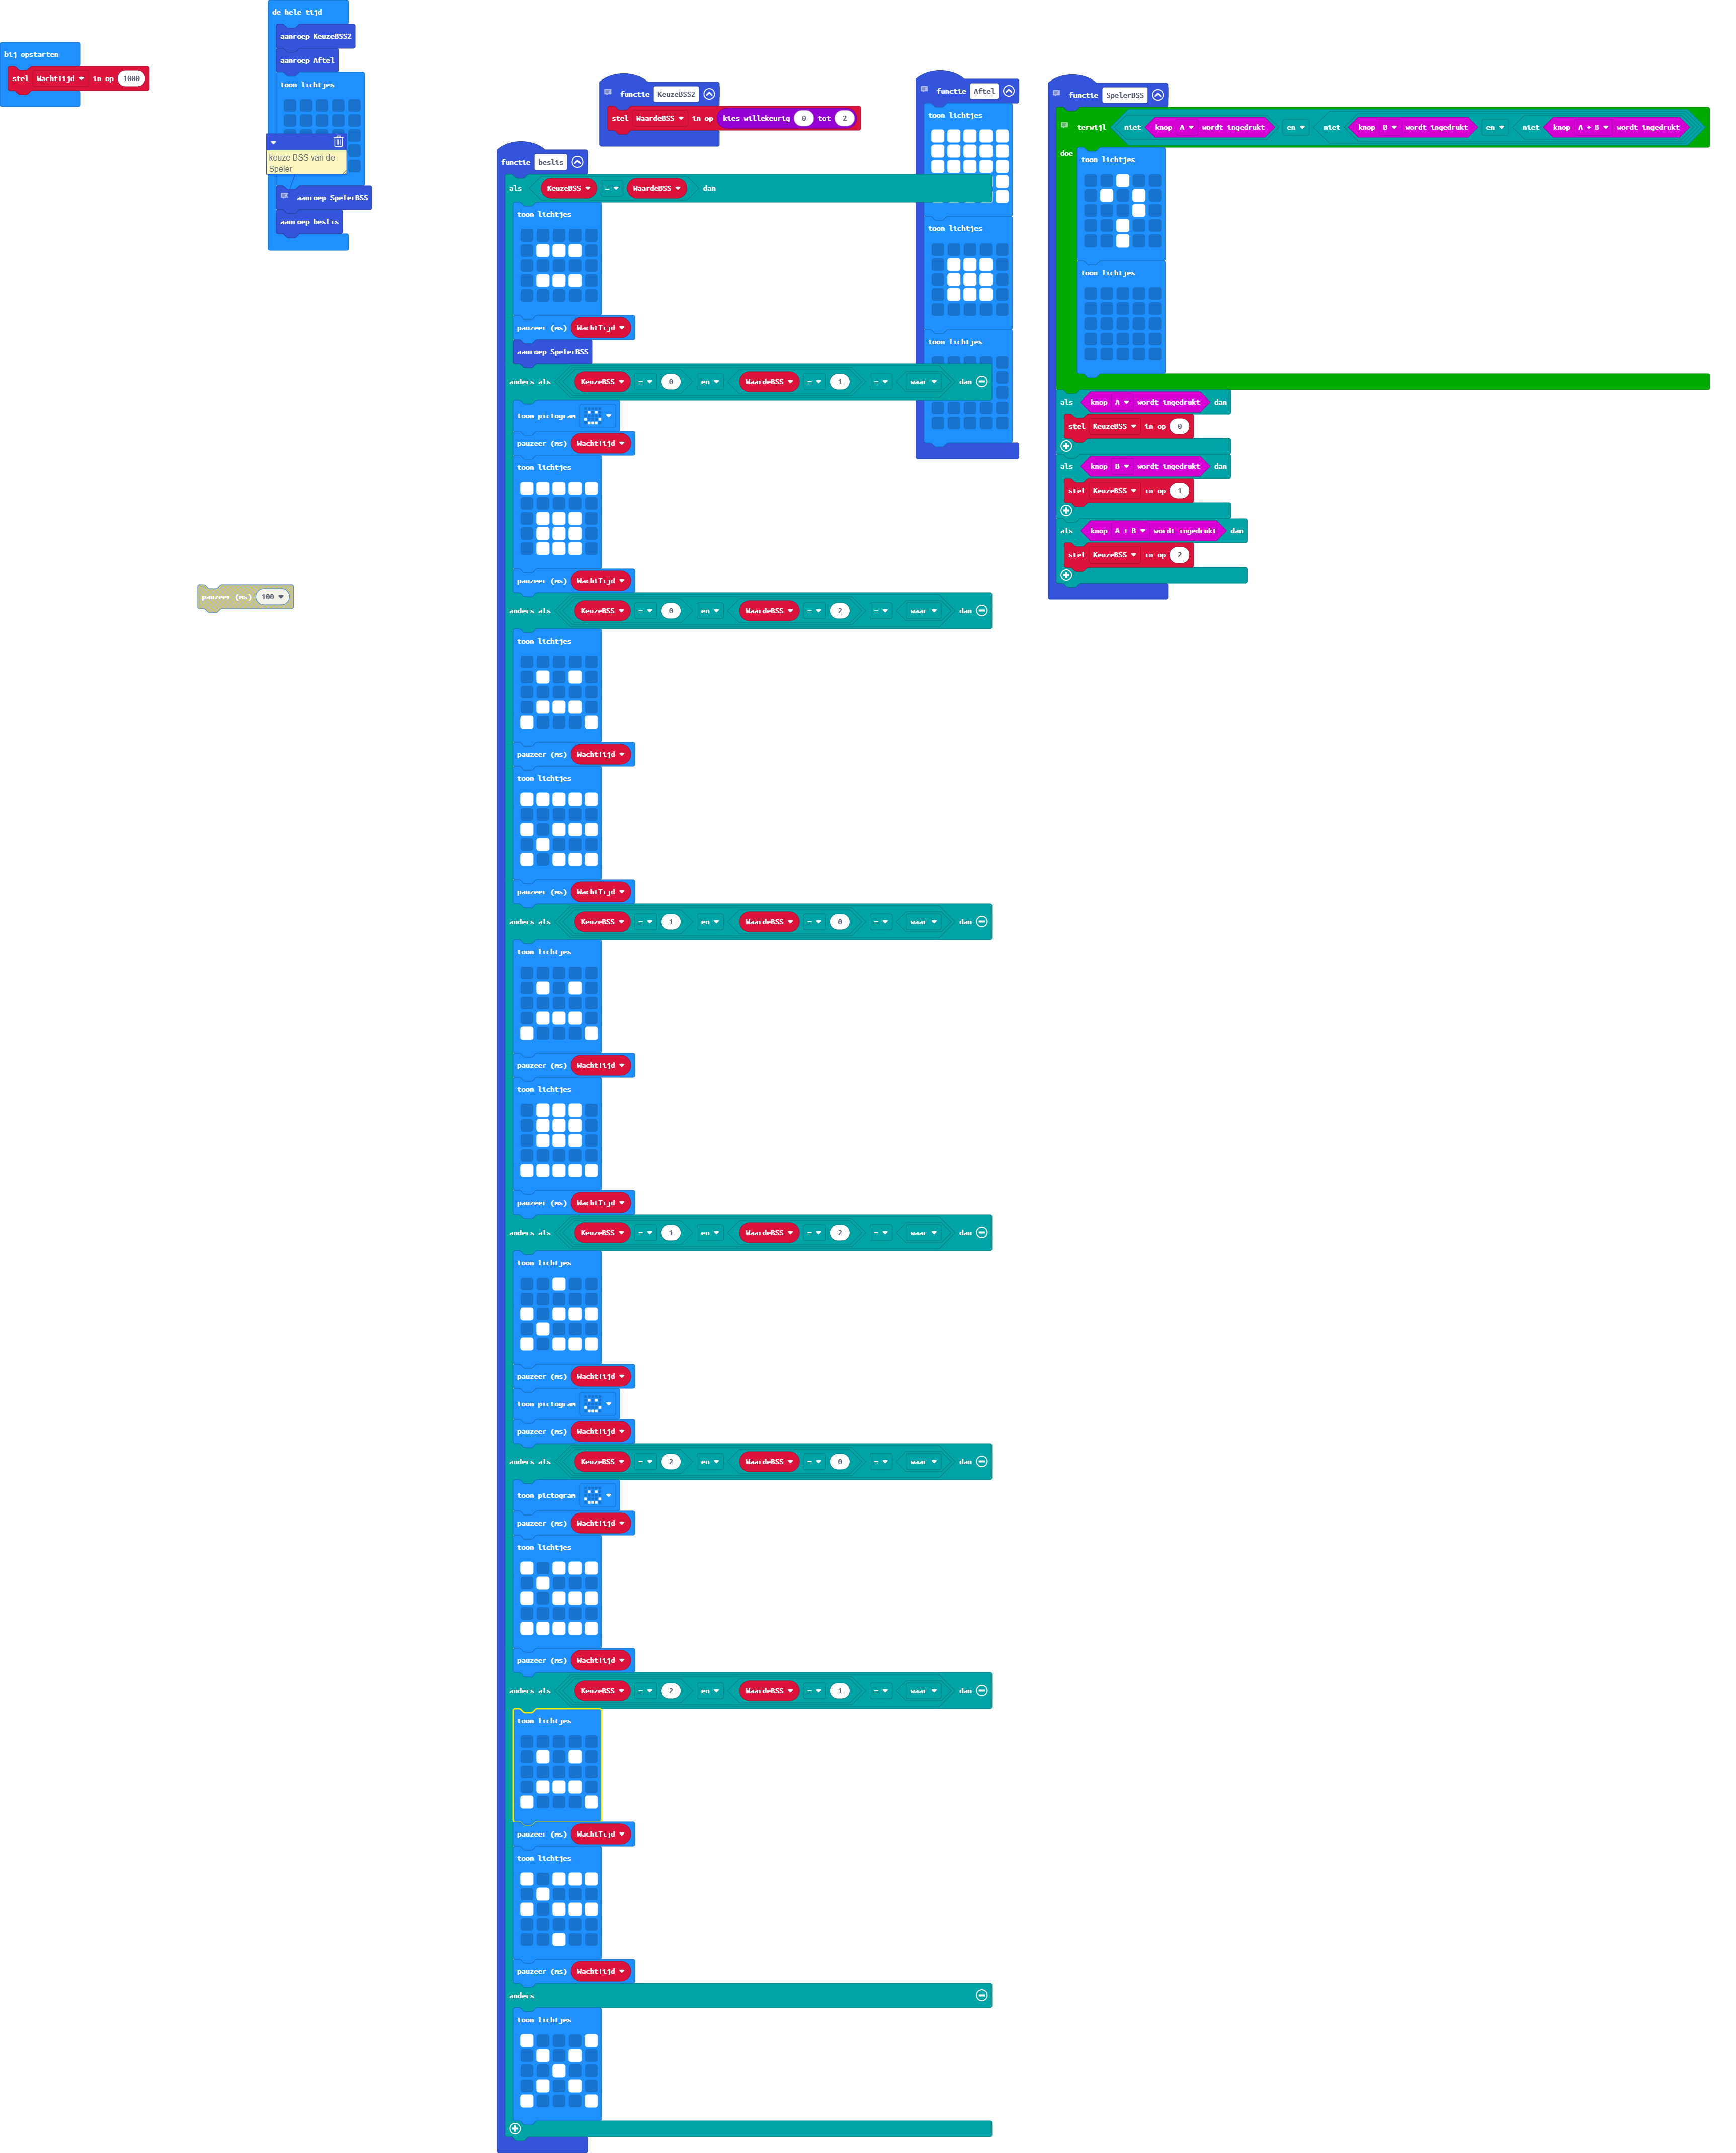 bij opstarten
stel WachtTijd in op 1000
de hele tijd
aanroep KeuzeBSS2
aanroep Aftel
toon lichtjes
keuze BSS van de
Speler
aanroep SpelerBSS
aanroep beslis
pauzeer (ms) 100
functie beslis
als KeuzeBSS = WaardeBSS dan
toon lichtjes
pauzeer (ms) WachtTijd
aanroep SpelerBSS
anders als KeuzeBSS = 0 en WaardeBSS = 1 = waar dan
toon pictogram
pauzeer (ms) WachtTijd
toon lichtjes
pauzeer (ms) WachtTijd
anders als KeuzeBSS = 0 en WaardeBSS = 2 = waar dan
toon lichtjes
pauzeer (ms) WachtTijd
toon lichtjes
pauzeer (ms) WachtTijd
anders als KeuzeBSS = 1 en WaardeBSS = 0 = waar dan
toon lichtjes
pauzeer (ms) WachtTijd
toon lichtjes
pauzeer (ms) WachtTijd
anders als KeuzeBSS = 1 en WaardeBSS = 2 = waar dan
toon lichtjes
pauzeer (ms) WachtTijd
toon pictogram
pauzeer (ms) WachtTijd
anders als KeuzeBSS = 2 en WaardeBSS = 0 = waar dan
toon pictogram
pauzeer (ms) WachtTijd
toon lichtjes
pauzeer (ms) WachtTijd
anders als KeuzeBSS = 2 en WaardeBSS = 1 = waar dan
toon lichtjes
pauzeer (ms) WachtTijd
toon lichtjes
pauzeer (ms) WachtTijd
anders
toon lichtjes
functie KeuzeBSS2
stel WaardeBSS in op kies willekeurig 0 tot 2
functie Aftel
toon lichtjes
toon lichtjes
toon lichtjes
functie SpelerBSS
terwijl niet knop A wordt ingedrukt en niet knop B wordt ingedrukt en niet knop A + B wordt ingedrukt
doe
toon lichtjes
toon lichtjes
als knop A wordt ingedrukt dan
stel KeuzeBSS in op 0
als knop B wordt ingedrukt dan
stel KeuzeBSS in op 1
als knop A + B wordt ingedrukt dan
stel KeuzeBSS in op 2